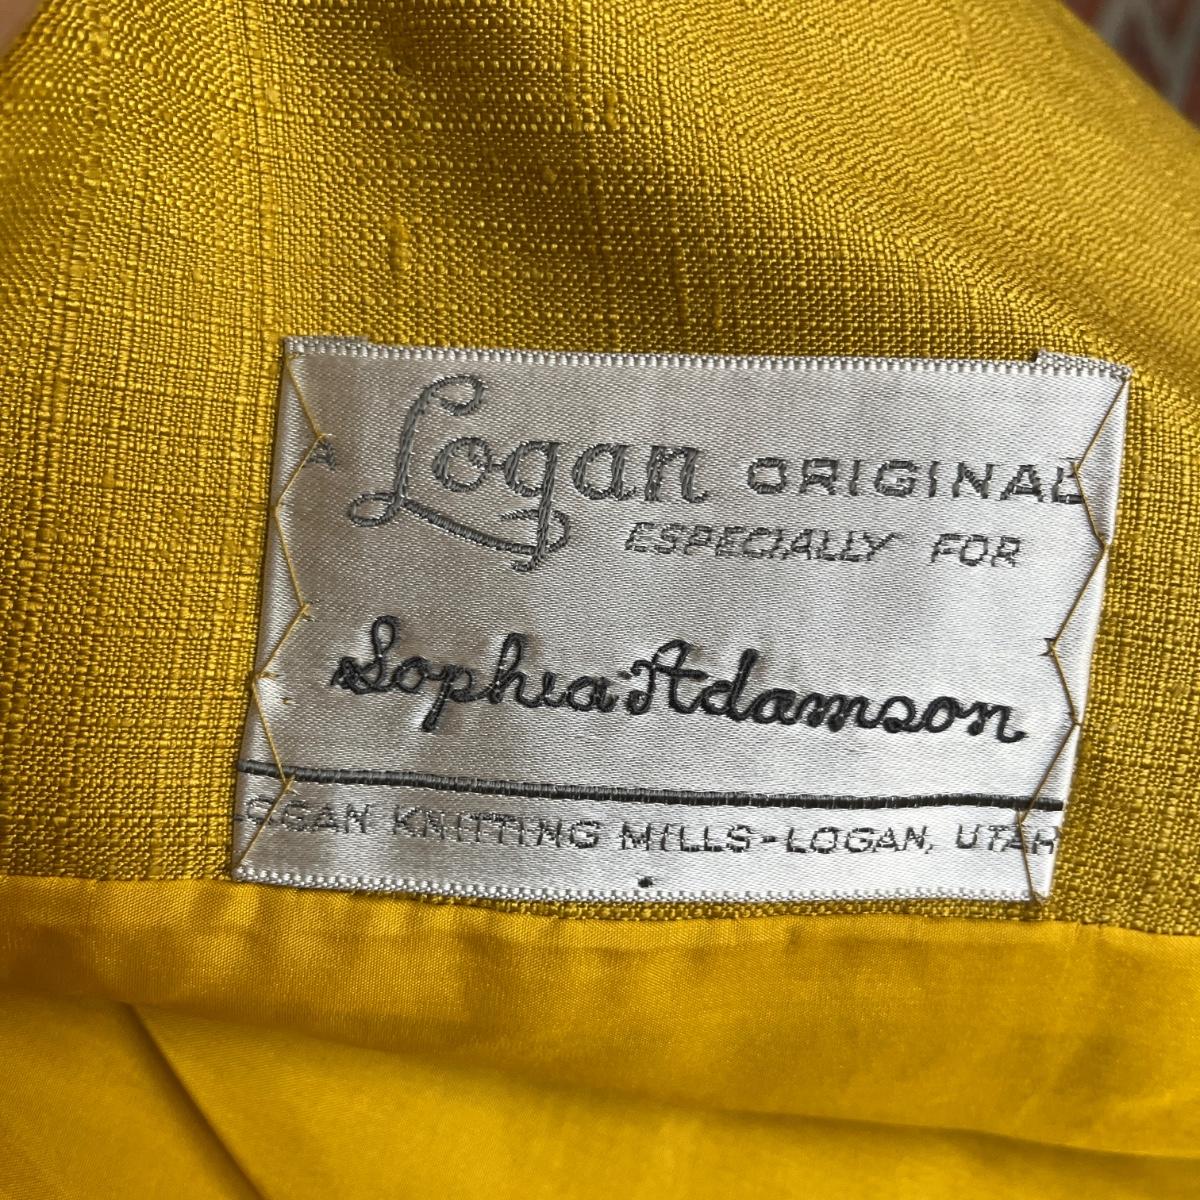 A Logan ORIGINAL
ESPECIALLY FOR
Sophia Adamson
LOGAN KNITTING MILLS-LOGAN, UTAH